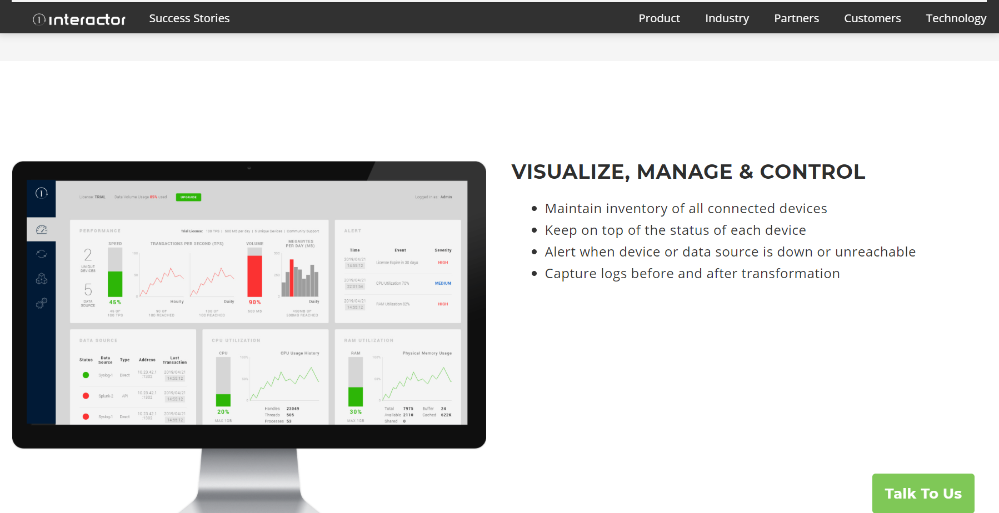 interactor
Success Stories
Product
Industry
Partners
Customers
Technology
VISUALIZE, MANAGE & CONTROL
Maintain inventory of all connected devices
Keep on top of the status of each device
Alert when device or data source is down or unreachable
Capture logs before and after transformation
License TRIAL
Data Volume Usage 85% used
UPGRADE
Logged in as Admin
PERFORMANCE
Trial License: 100 TPS | 500 MB per day | 5 Unique Devices | Community Support
2
UNIQUE
DEVICES
5
DATA
SOURCE
SPEED
45%
45 OF
100 TPS
TRANSACTIONS PER SECOND (TPS)
100
50
0
Hourly
90 OF
100 REACHED
Daily
100 OF
100 REACHED
VOLUME
90%
500 MB
MEGABYTES
PER DAY (MB)
500
250
0
Daily
450MB OF
500MB REACHED
ALERT
Time Event Severity
2019/04/21
14:55:12
License Expire in 30 days
HIGH
2019/04/21
22:01:54
CPU Utilization 70%
MEDIUM
2019/04/21
14:55:12
RAM Utilization 82%
HIGH
DATA SOURCE
Status
Data
Source
Type
Address
Last
Transaction
Syslog-1
Direct
10.23.42.1
:1302
2019/04/21
14:55:12
Splunk-2
API
10.23.42.1
:1302
2019/04/21
14:55:12
Syslog-1
Direct
10.23.42.1
:1302
2019/04/21
14:55:12
CPU UTILIZATION
CPU
20%
MAX 1GB
CPU Usage History
100%
50%
0
Handles 23049
Threads 505
Processes 53
RAM UTILIZATION
RAM
30%
MAX 1GB
Physical Memory Usage
100%
50%
0
Total 7975 Buffer 24
Available 2110 Cached 622K
Shared 0
Talk To Us